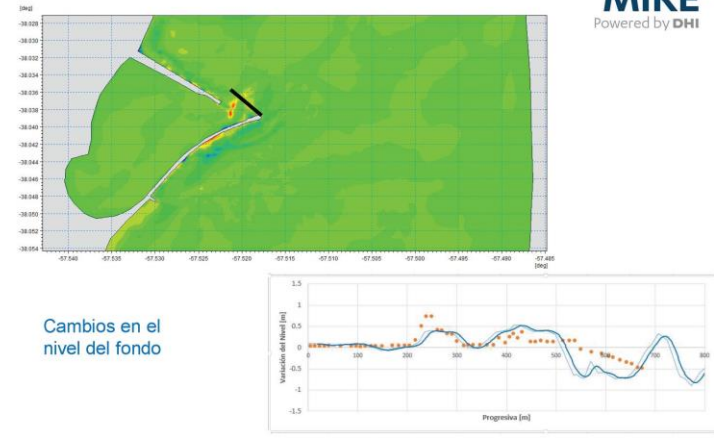 MIKE
Powered by DHI
[deg]
-38.028
-38.030
-38.032
-38.034
-38.036
-38.038
-38.040
-38.042
-38.044
-38.046
-38.048
-38.050
-38.052
-38.054
-57.540 -57.535 -57.530 -57.525 -57.520 -57.515 -57.510 -57.505 -57.500 -57.495 -57.490 -57.485
[deg]
Cambios en el
nivel del fondo
Variación del Nivel [m]
1.5
1
0.5
0
-0.5
-1
-1.5
0 100 200 300 400 500 600 700 800
Progresiva [m]